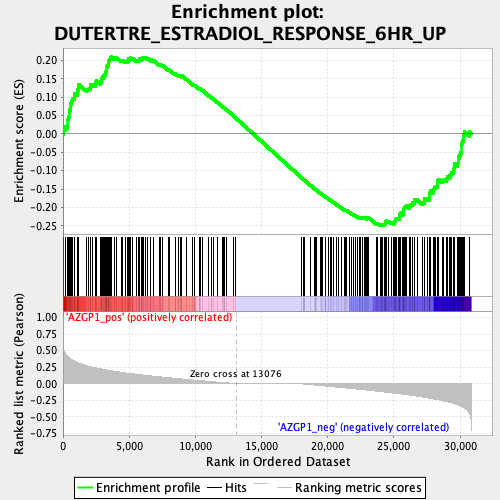 Enrichment plot:
DUTERTRE_ESTRADIOL_RESPONSE_6HR_UP
Enrichment score (ES)
0.20
0.15
0.10
0.05
0.00
-0.05
-0.10
-0.15
-0.20
-0.25
Ranked list metric (Pearson)
1.00
0.75
0.50
0.25
0.00
-0.25
-0.50
-0.75
'AZGP1_pos' (positively correlated)
Zero cross at 13076
'AZGP1_neg' (negatively correlated)
0
5,000
10,000
15,000
20,000
25,000
30,000
Rank in Ordered Dataset
Enrichment profile
Hits
Ranking metric scores